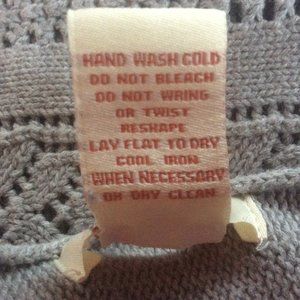 HAND WASH COLD
DO NOT BLEACH
DO NOT WRING
OR TWIST
RESHAPE
LAY FLAT TO DRY
COOL IRON
WHEN NECESSARY
OR DRY CLEAN